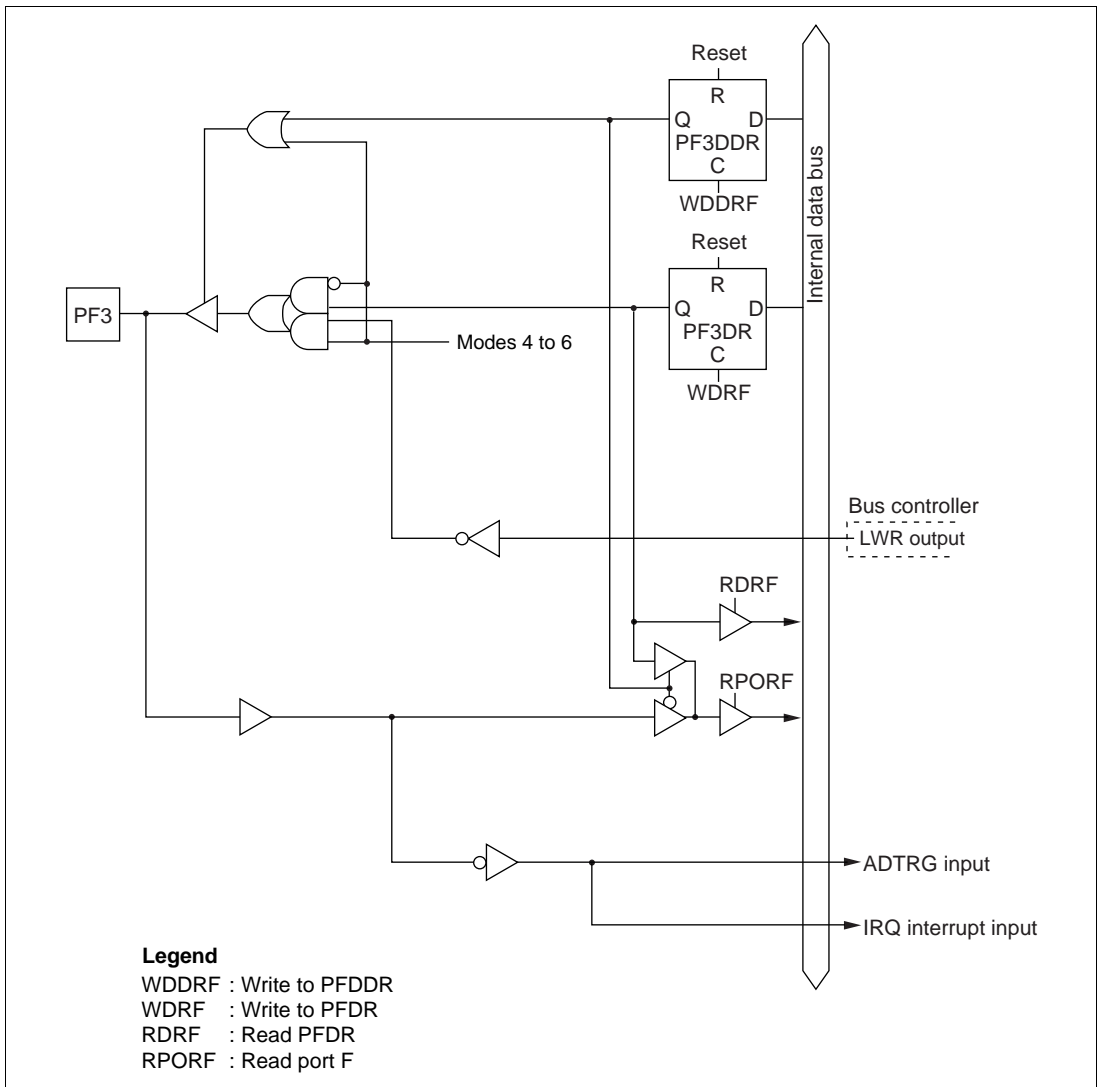 Reset
R
Q D
PF3DDR
C
WDDRF
Reset
R
Q D
PF3DR
C
WDRF
Internal data bus
PF3
Modes 4 to 6
Bus controller
LWR output
RDRF
RPORF
ADTRG input
IRQ interrupt input
Legend
WDDRF : Write to PFDDR
WDRF : Write to PFDR
RDRF : Read PFDR
RPORF : Read port F